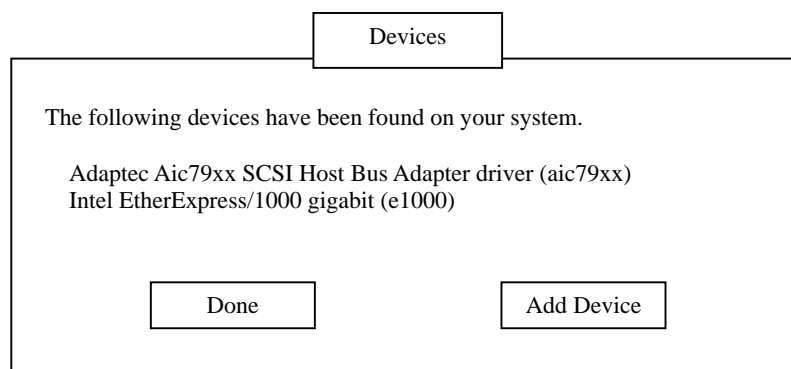 Devices
The following devices have been found on your system.
Adaptec Aic79xx SCSI Host Bus Adapter driver (aic79xx)
Intel EtherExpress/1000 gigabit (e1000)
Done
Add Device